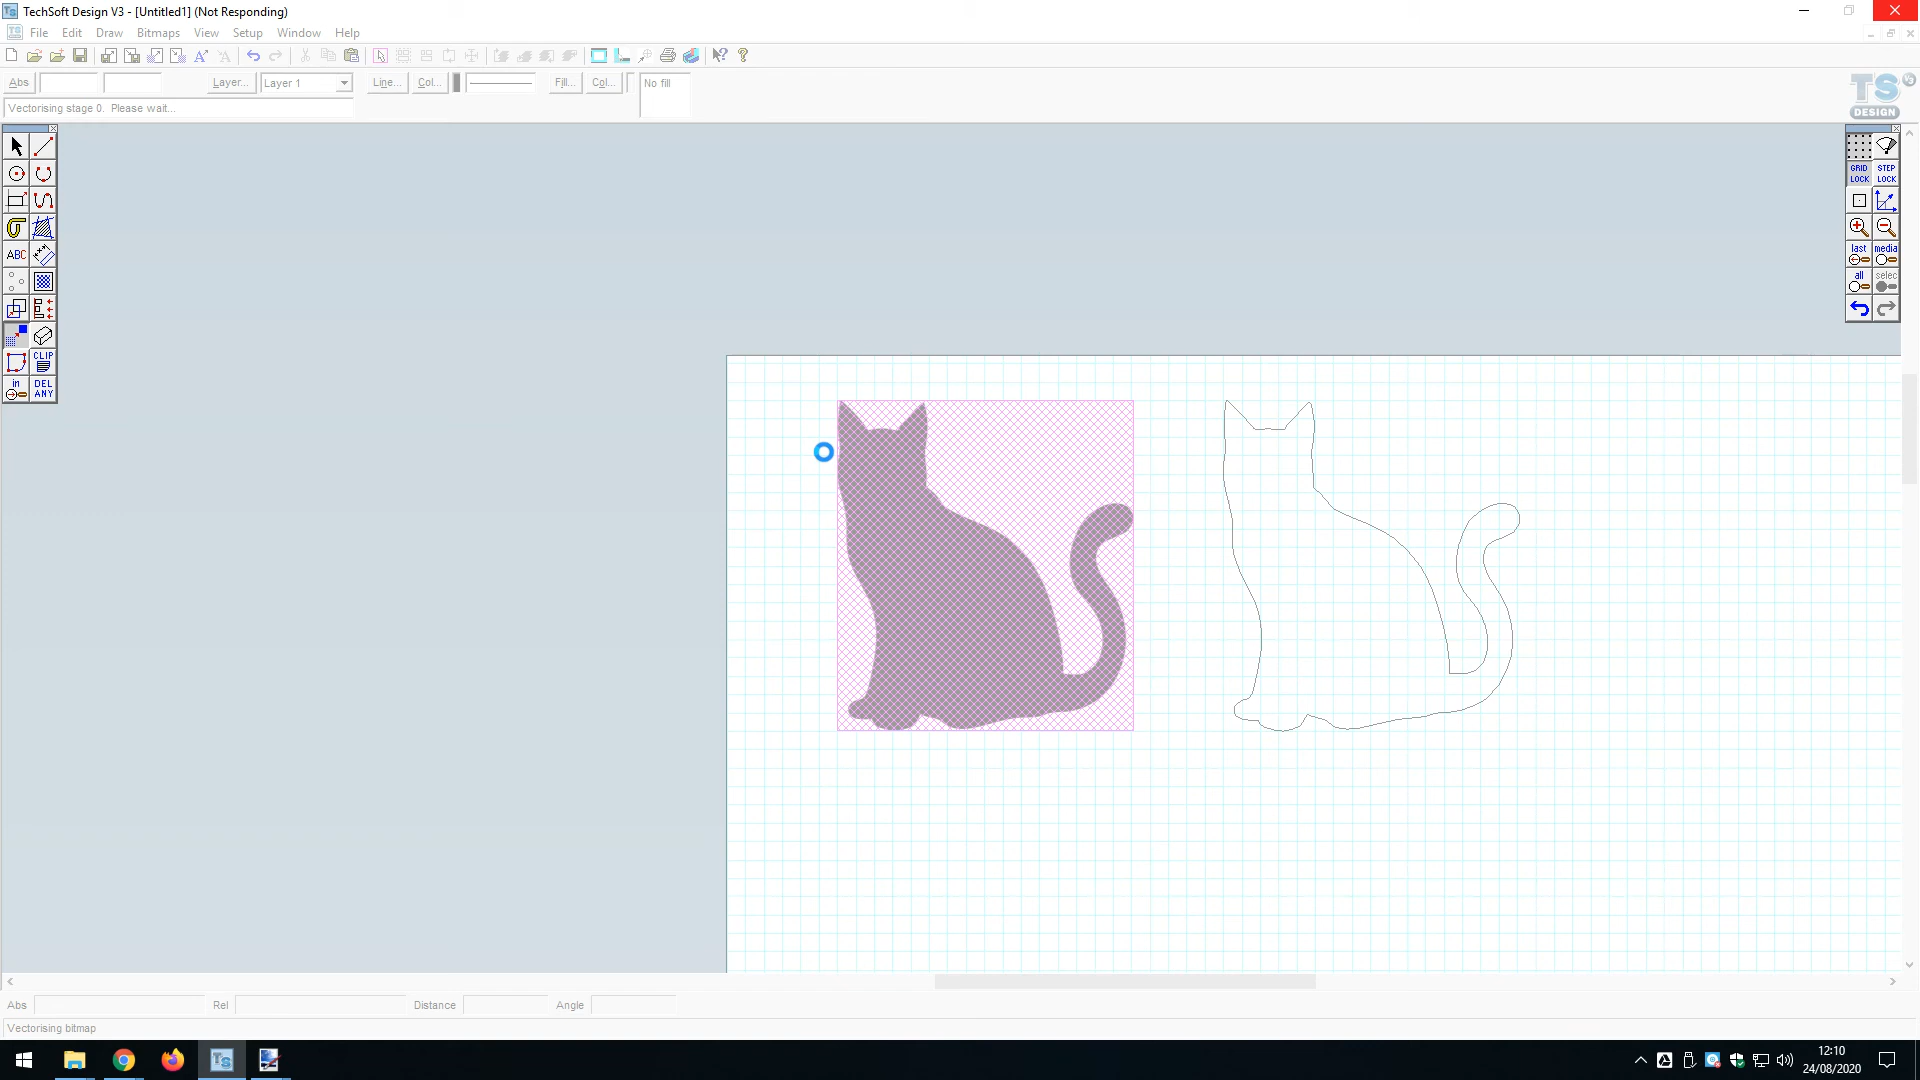 TechSoft Design V3 - [Untitled1] (Not Responding)
File Edit Draw Bitmaps View Setup Window Help
Abs Layer... Layer 1 Line... Col... Fill... Col... No fill
TS V3
DESIGN
Vectorising stage 0. Please wait...
ABC
CLIP
in DEL ANY
GRID LOCK STEP LOCK
last media
all selec
Abs Rel Distance Angle
Vectorising bitmap
TS
12:10
24/08/2020